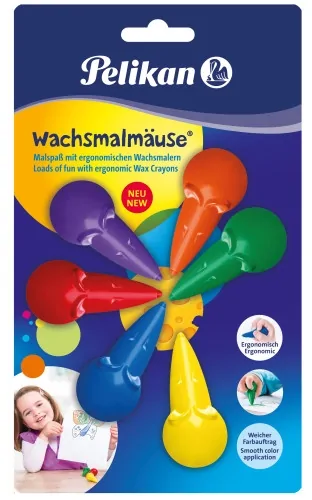 Pelikan
Wachsmalmäuse®
Malspaß mit ergonomischen Wachsmalern
Loads of fun with ergonomic Wax Crayons
NEU
NEW
Ergonomisch
Ergonomic
Weicher
Farbauftrag
Smooth color
application